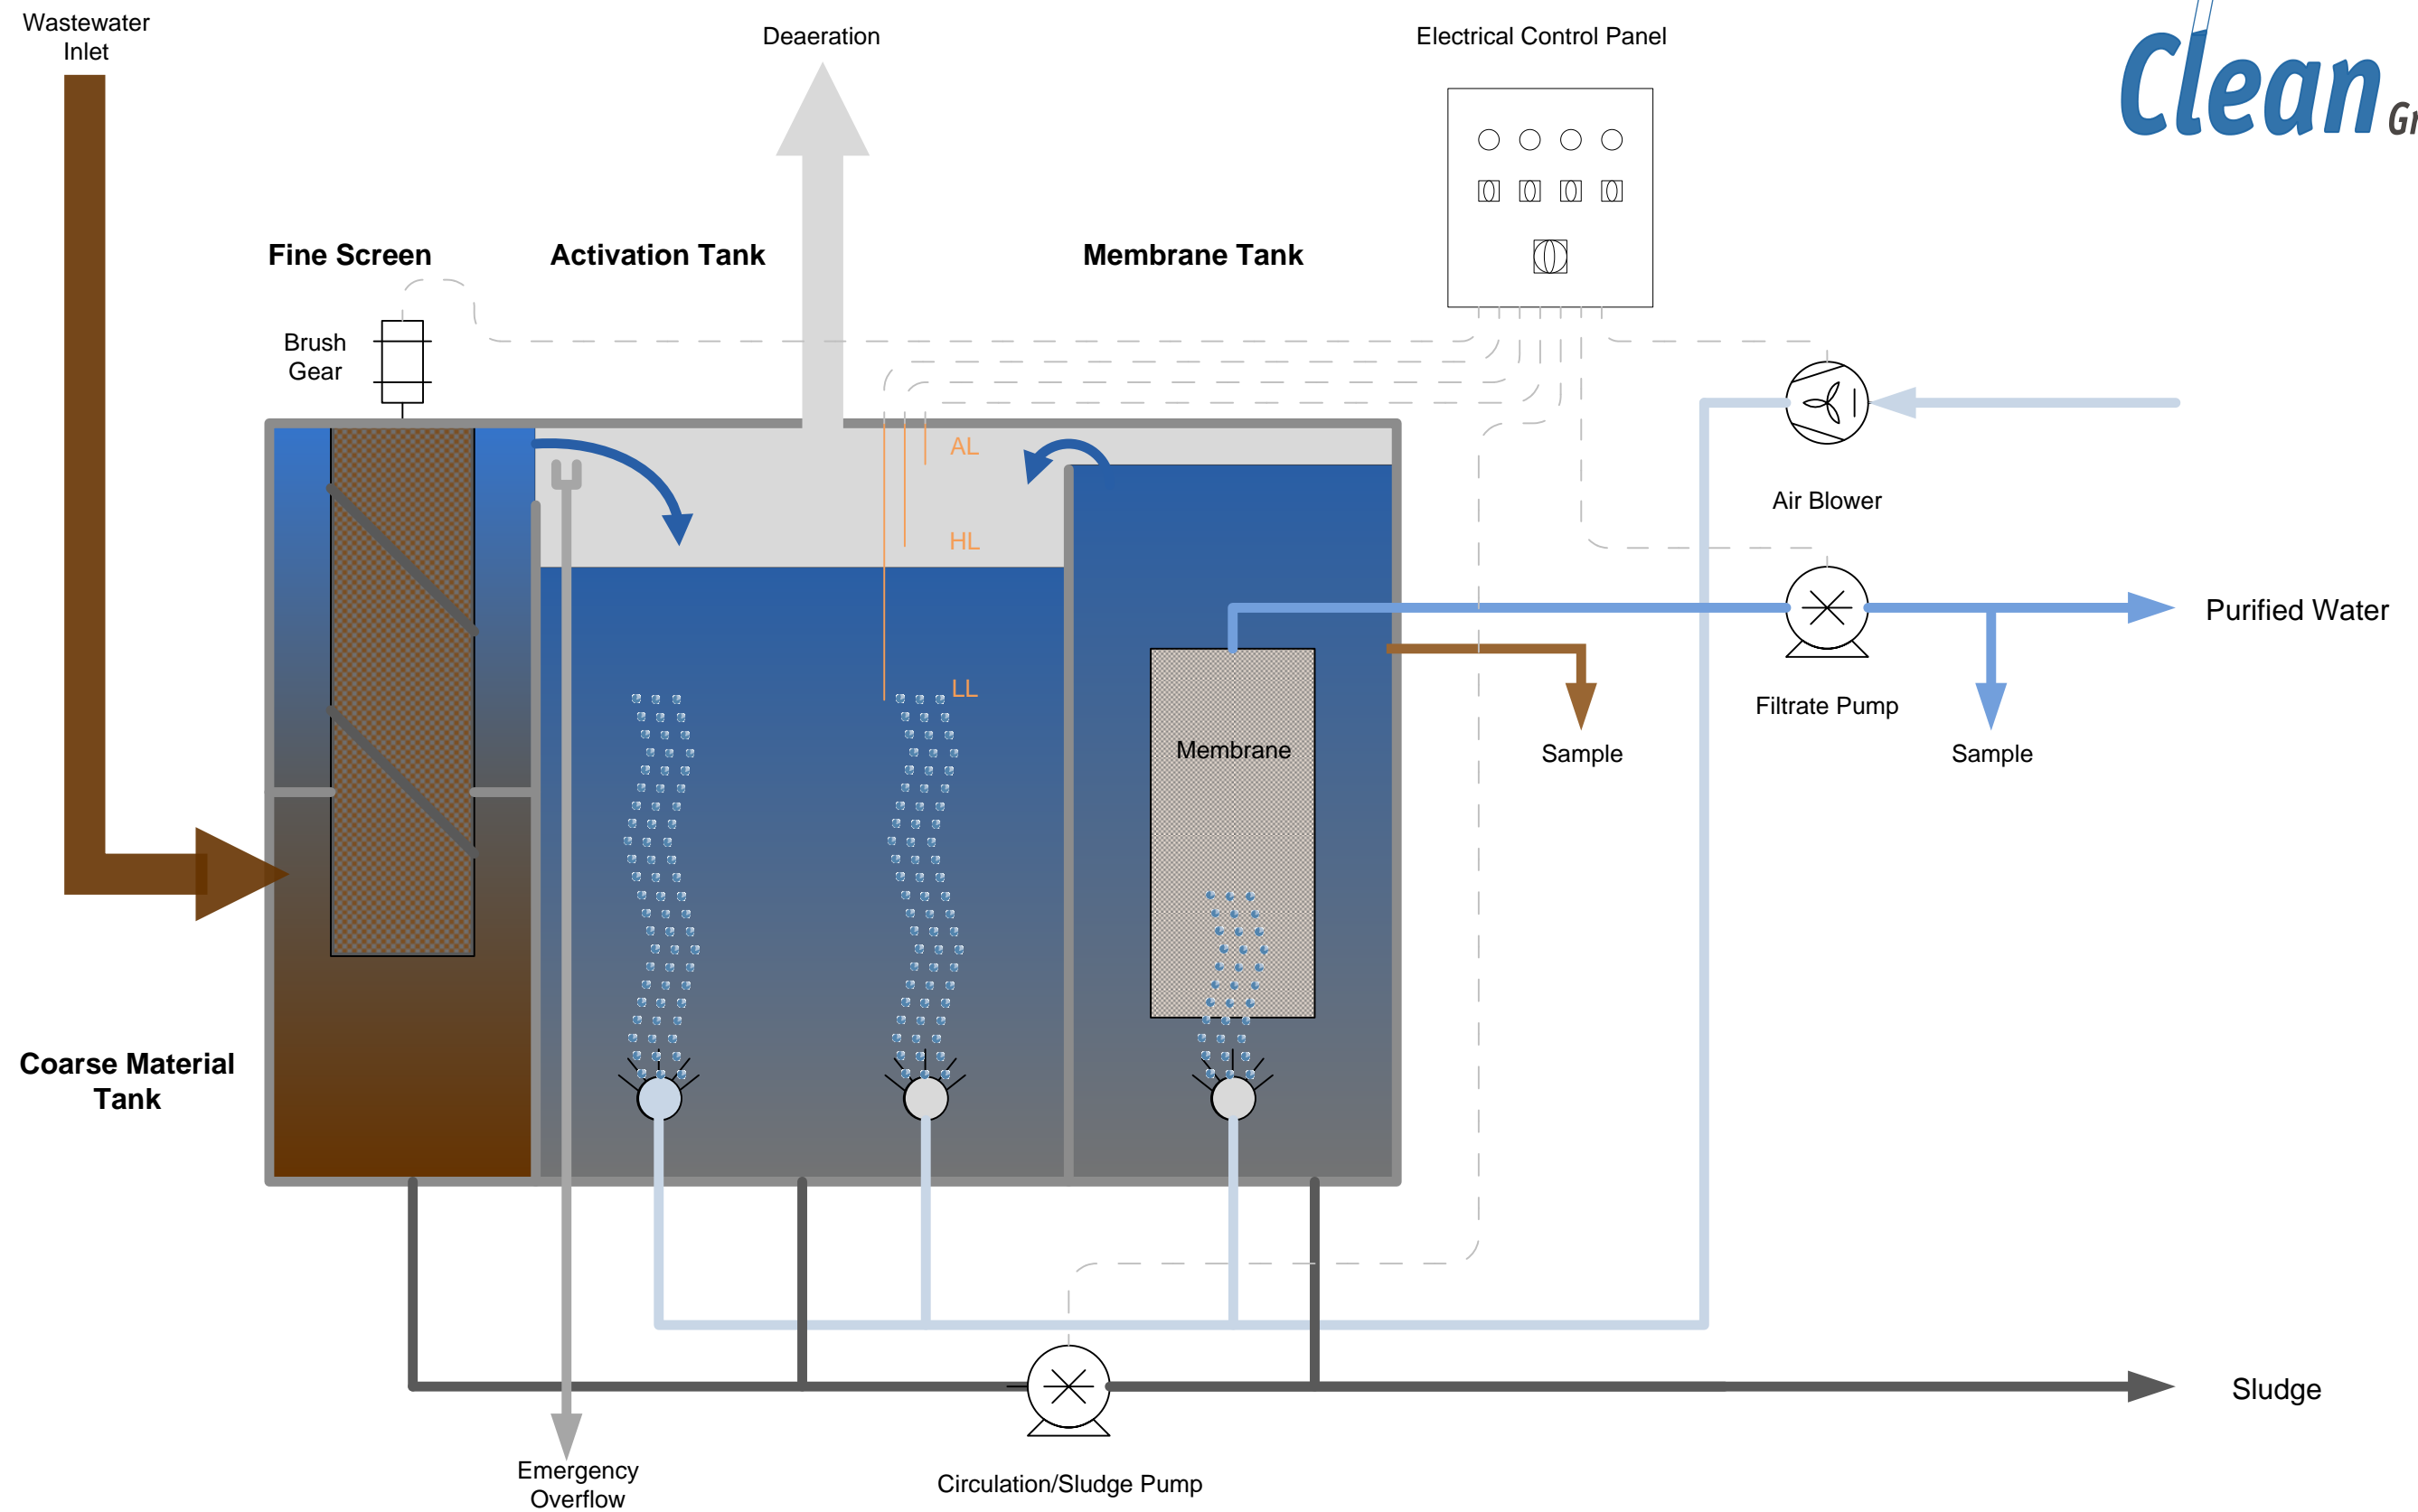 Wastewater
Inlet
Deaeration
Electrical Control Panel
Clean
Fine Screen
Activation Tank
Membrane Tank
Brush
Gear
AL
HL
LL
Air Blower
Purified Water
Filtrate Pump
Membrane
Sample
Sample
Coarse Material
Tank
Sludge
Emergency
Overflow
Circulation/Sludge Pump